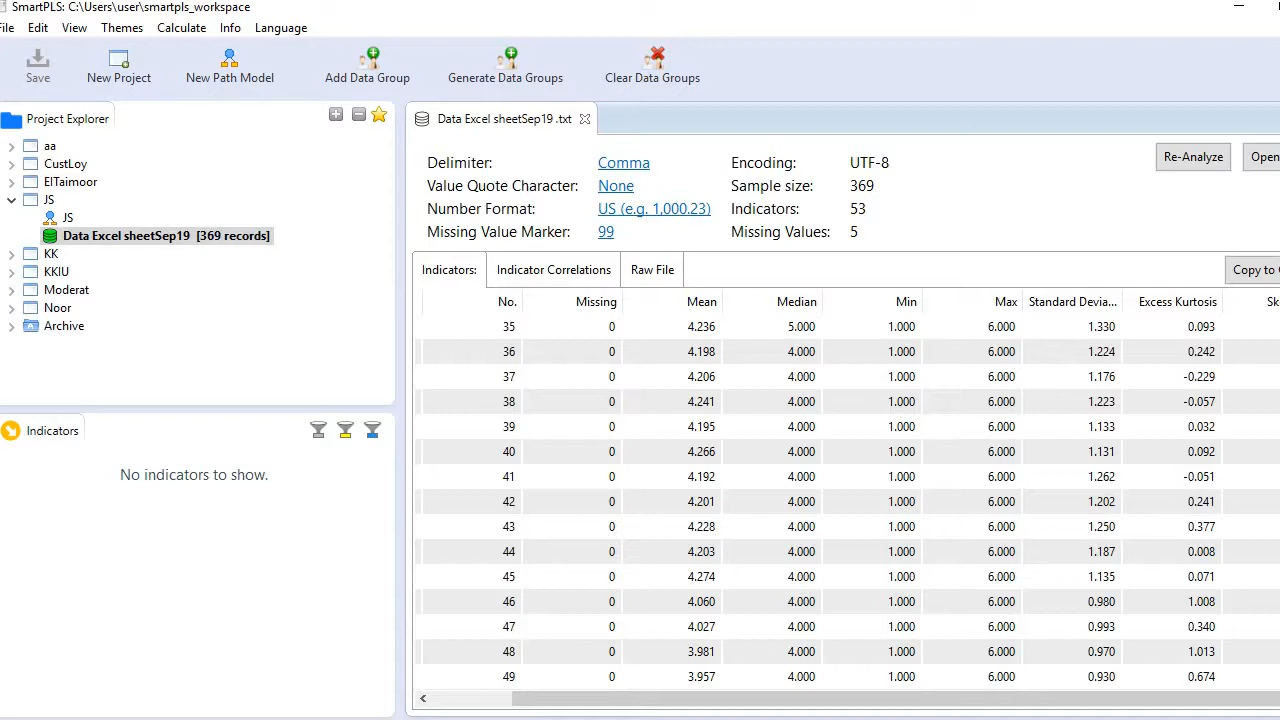 SmartPLS: C:\Users\user\smartpls_workspace
File Edit View Themes Calculate Info Language
Save New Project New Path Model Add Data Group Generate Data Groups Clear Data Groups
Project Explorer
aa
CustLoy
ElTaimoor
JS
JS
Data Excel sheetSep19 [369 records]
KK
KKIU
Moderat
Noor
Archive
Indicators
No indicators to show.
Data Excel sheetSep19 .txt
Delimiter: Comma Encoding: UTF-8 Re-Analyze Open
Value Quote Character: None Sample size: 369
Number Format: US (e.g. 1,000.23) Indicators: 53
Missing Value Marker: 99 Missing Values: 5
Indicators: Indicator Correlations Raw File Copy to
No. Missing Mean Median Min Max Standard Devia... Excess Kurtosis Sk
35 0 4.236 5.000 1.000 6.000 1.330 0.093
36 0 4.198 4.000 1.000 6.000 1.224 0.242
37 0 4.206 4.000 1.000 6.000 1.176 -0.229
38 0 4.241 4.000 1.000 6.000 1.223 -0.057
39 0 4.195 4.000 1.000 6.000 1.133 0.032
40 0 4.266 4.000 1.000 6.000 1.131 0.092
41 0 4.192 4.000 1.000 6.000 1.262 -0.051
42 0 4.201 4.000 1.000 6.000 1.202 0.241
43 0 4.228 4.000 1.000 6.000 1.250 0.377
44 0 4.203 4.000 1.000 6.000 1.187 0.008
45 0 4.274 4.000 1.000 6.000 1.135 0.071
46 0 4.060 4.000 1.000 6.000 0.980 1.008
47 0 4.027 4.000 1.000 6.000 0.993 0.340
48 0 3.981 4.000 1.000 6.000 0.970 1.013
49 0 3.957 4.000 1.000 6.000 0.930 0.674